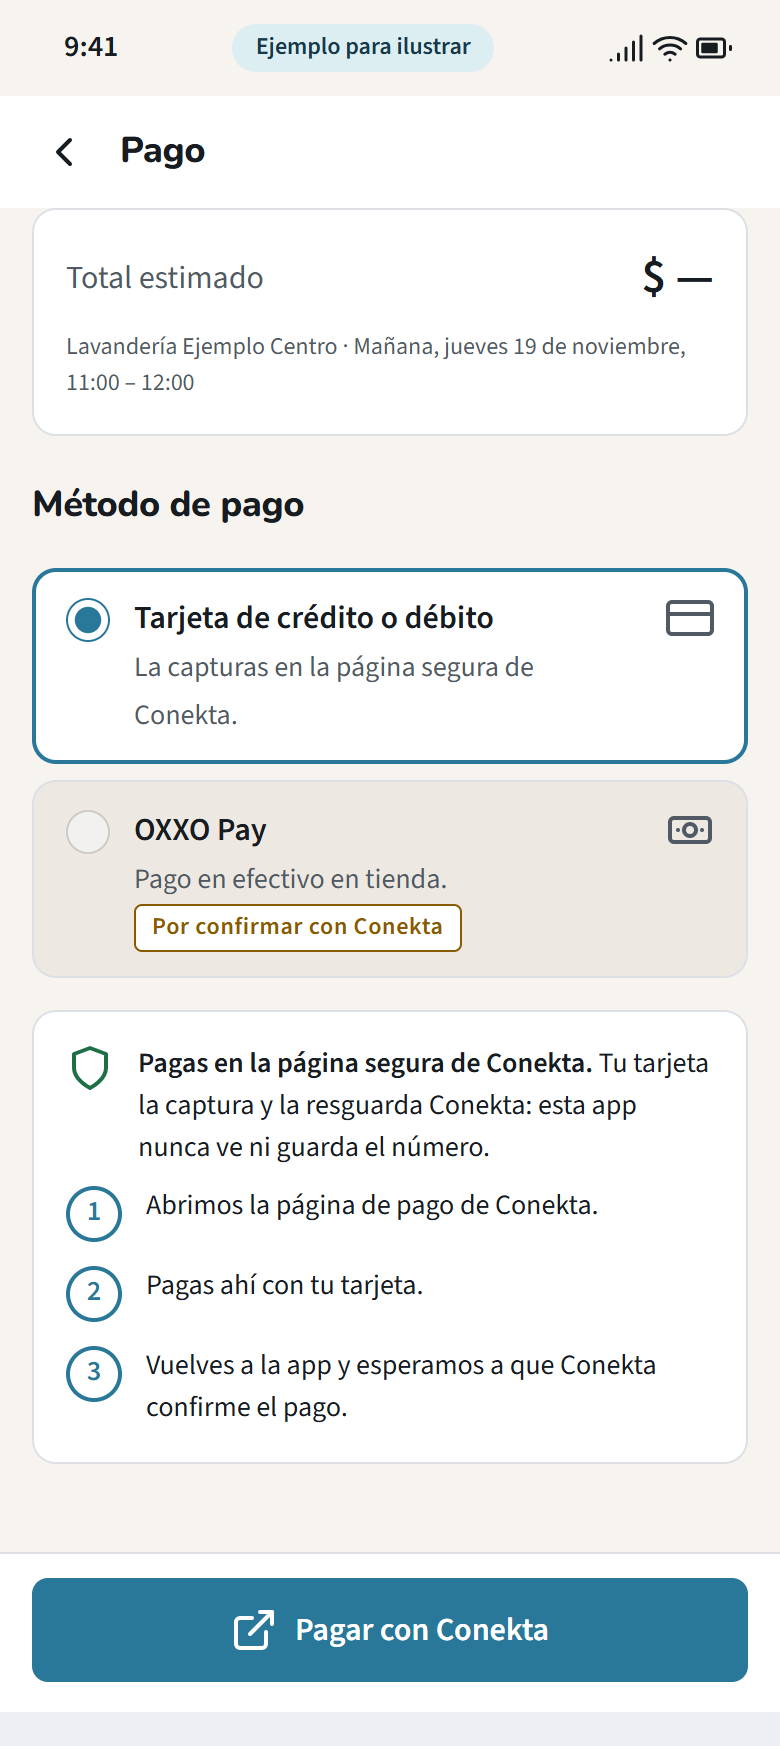 9:41
Ejemplo para ilustrar
Pago
Total estimado
$ —
Lavandería Ejemplo Centro · Mañana, jueves 19 de noviembre,
11:00 – 12:00
Método de pago
Tarjeta de crédito o débito
La capturas en la página segura de
Conekta.
OXXO Pay
Pago en efectivo en tienda.
Por confirmar con Conekta
Pagas en la página segura de Conekta. Tu tarjeta
la captura y la resguarda Conekta: esta app
nunca ve ni guarda el número.
1 Abrimos la página de pago de Conekta.
2 Pagas ahí con tu tarjeta.
3 Vuelves a la app y esperamos a que Conekta
confirme el pago.
Pagar con Conekta